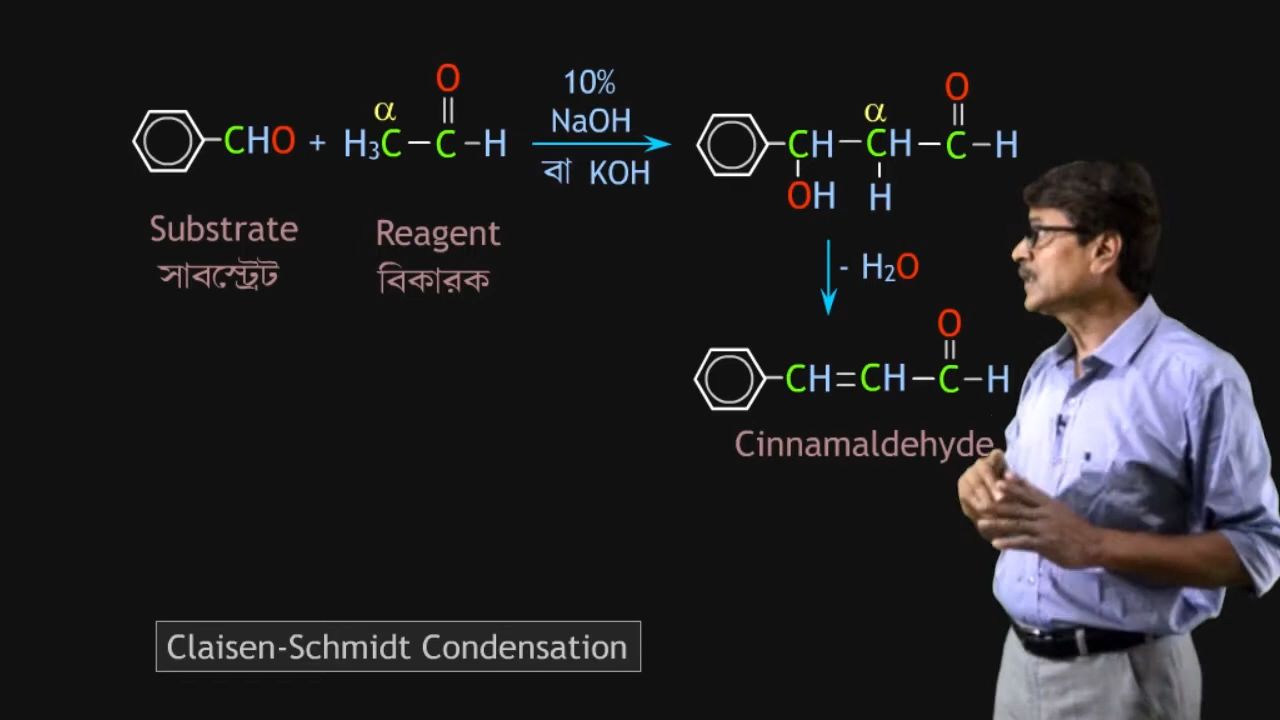 CHO + H₃C – C – H
α
O
10%
NaOH
বা KOH
CH – CH – C – H
α
O
OH
H
Substrate
সাবস্ট্রেট
Reagent
বিকারক
- H₂O
O
CH=CH – C – H
Cinnamaldehyde
Claisen-Schmidt Condensation